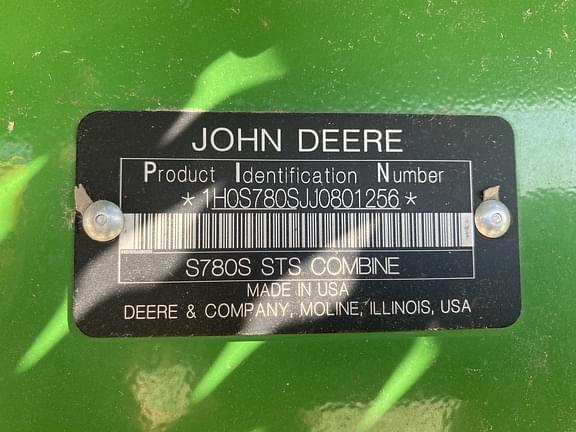 JOHN DEERE
Product Identification Number
*1H0S780SJJ0801256*
S780S STS COMBINE
MADE IN USA
DEERE & COMPANY, MOLINE, ILLINOIS, USA